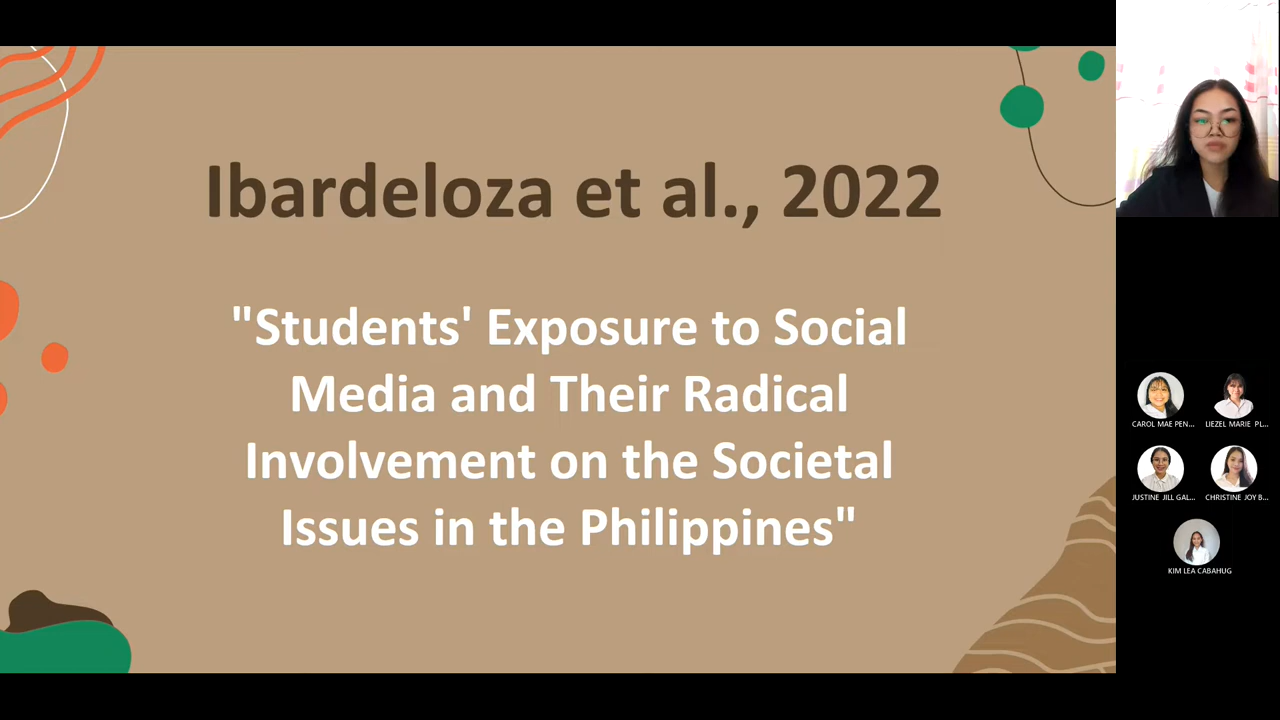 Ibardeloza et al., 2022
"Students' Exposure to Social
Media and Their Radical
Involvement on the Societal
Issues in the Philippines"
CAROL MAE PEN...
LIEZEL MARIE PL...
JUSTINE JILL GAL...
CHRISTINE JOY B...
KIM LEA CABAHUG